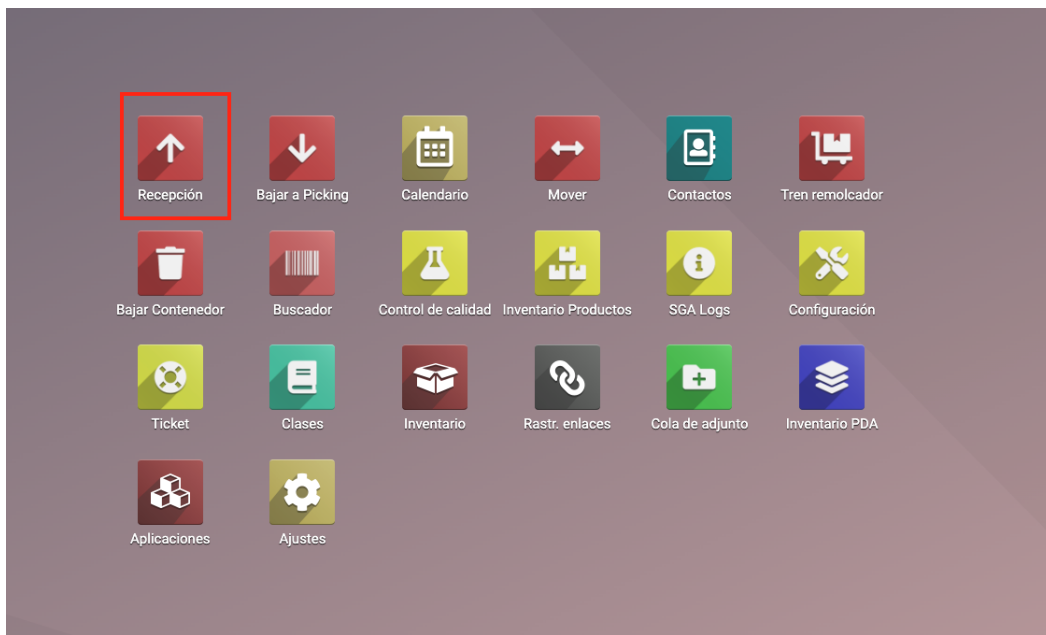 Recepción
Bajar a Picking
Calendario
Mover
Contactos
Tren remolcador
Bajar Contenedor
Buscador
Control de calidad
Inventario Productos
SGA Logs
Configuración
Ticket
Clases
Inventario
Rastr. enlaces
Cola de adjunto
Inventario PDA
Aplicaciones
Ajustes